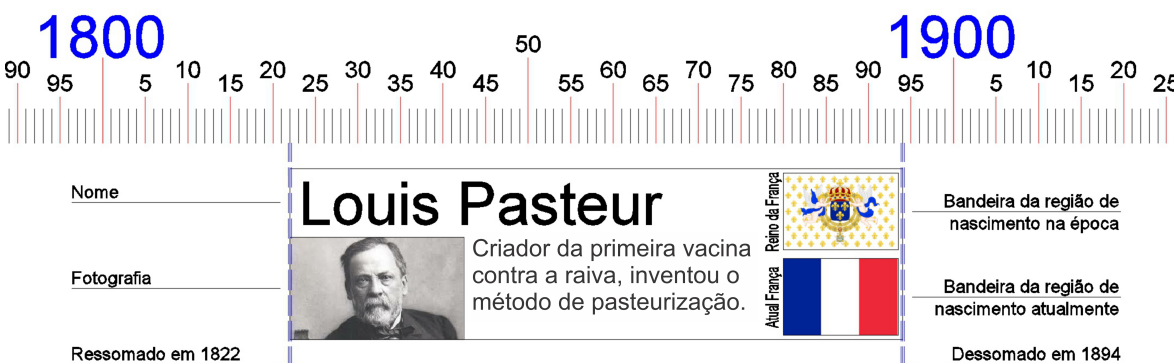 1800
1900
50
90 10 20 30 40 60 70 80 90 10 20
95 5 15 25 35 45 55 65 75 85 95 5 15 25
Nome
Louis Pasteur
Reino da França
Bandeira da região de
nascimento na época
Fotografia
Criador da primeira vacina
contra a raiva, inventou o
método de pasteurização.
Atual França
Bandeira da região de
nascimento atualmente
Ressomado em 1822
Dessomado em 1894